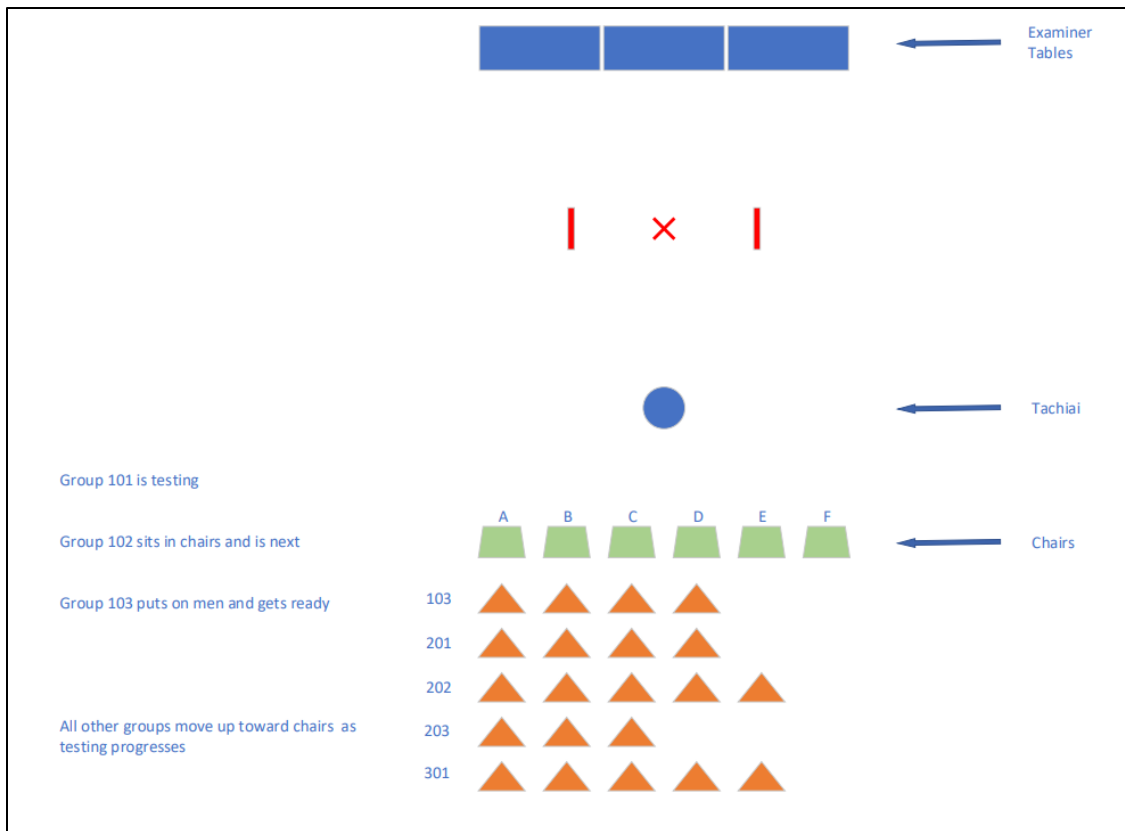 Examiner
Tables
Tachiai
Group 101 is testing
A B C D E F
Group 102 sits in chairs and is next
Chairs
Group 103 puts on men and gets ready
103
201
202
All other groups move up toward chairs as
testing progresses
203
301